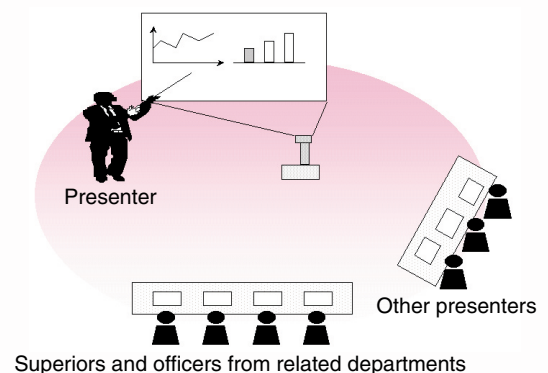 Presenter
Other presenters
Superiors and officers from related departments